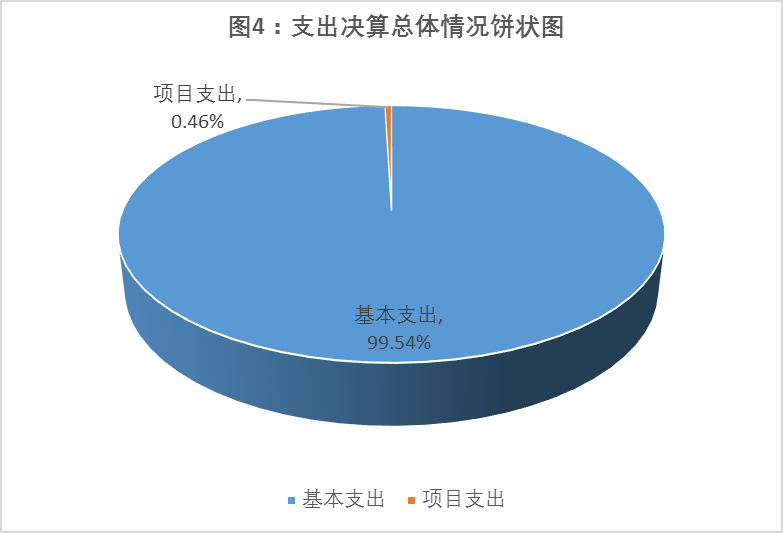 图4：支出决算总体情况饼状图
项目支出,
0.46%
基本支出,
99.54%
基本支出
项目支出